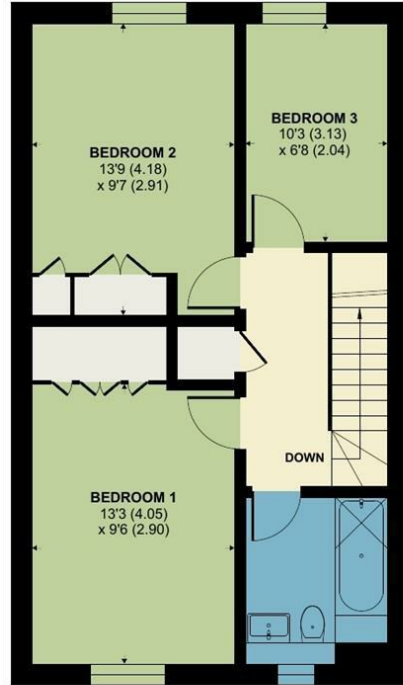 BEDROOM 2
13'9 (4.18)
x 9'7 (2.91)
BEDROOM 3
10'3 (3.13)
x 6'8 (2.04)
BEDROOM 1
13'3 (4.05)
x 9'6 (2.90)
DOWN